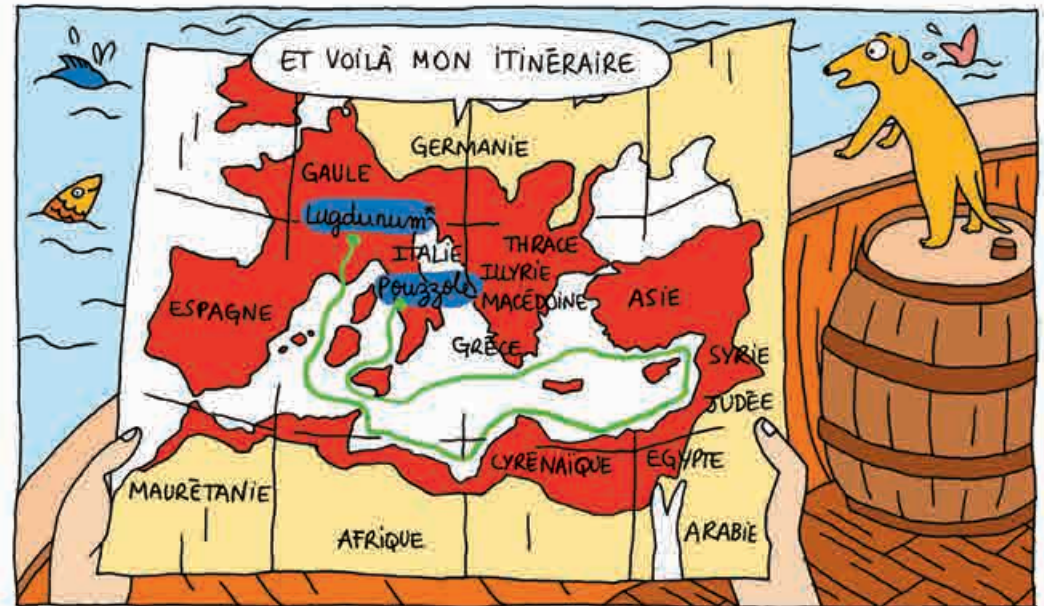 ET VOILÀ MON ITINÉRAIRE
GERMANIE
GAULE
Lugdunum*
ITALIE
THRACE
Pouzzole
ILLYRIE
MACÉDOINE
ASIE
ESPAGNE
GRÈCE
SYRIE
JUDÉE
CYRÉNAÏQUE
EGYPTE
MAURÉTANIE
AFRIQUE
ARABIE